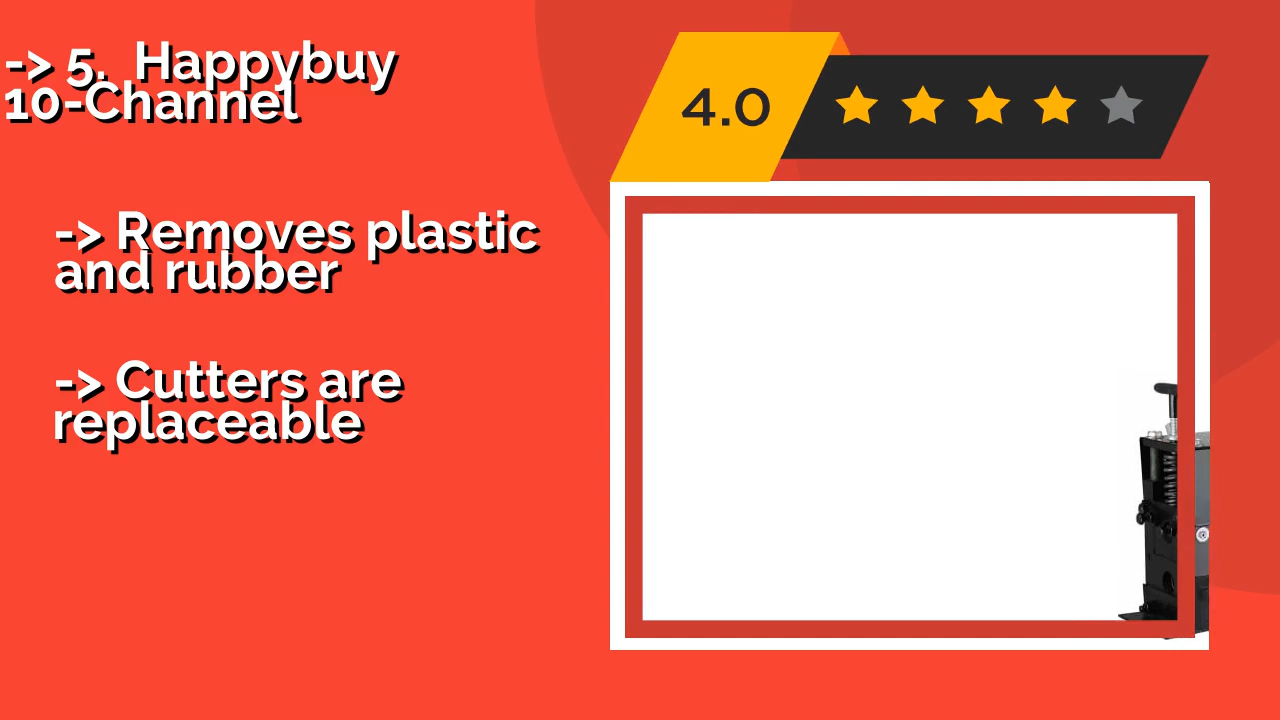 -> 5. Happybuy
10-Channel
4.0
-> Removes plastic
and rubber
-> Cutters are
replaceable